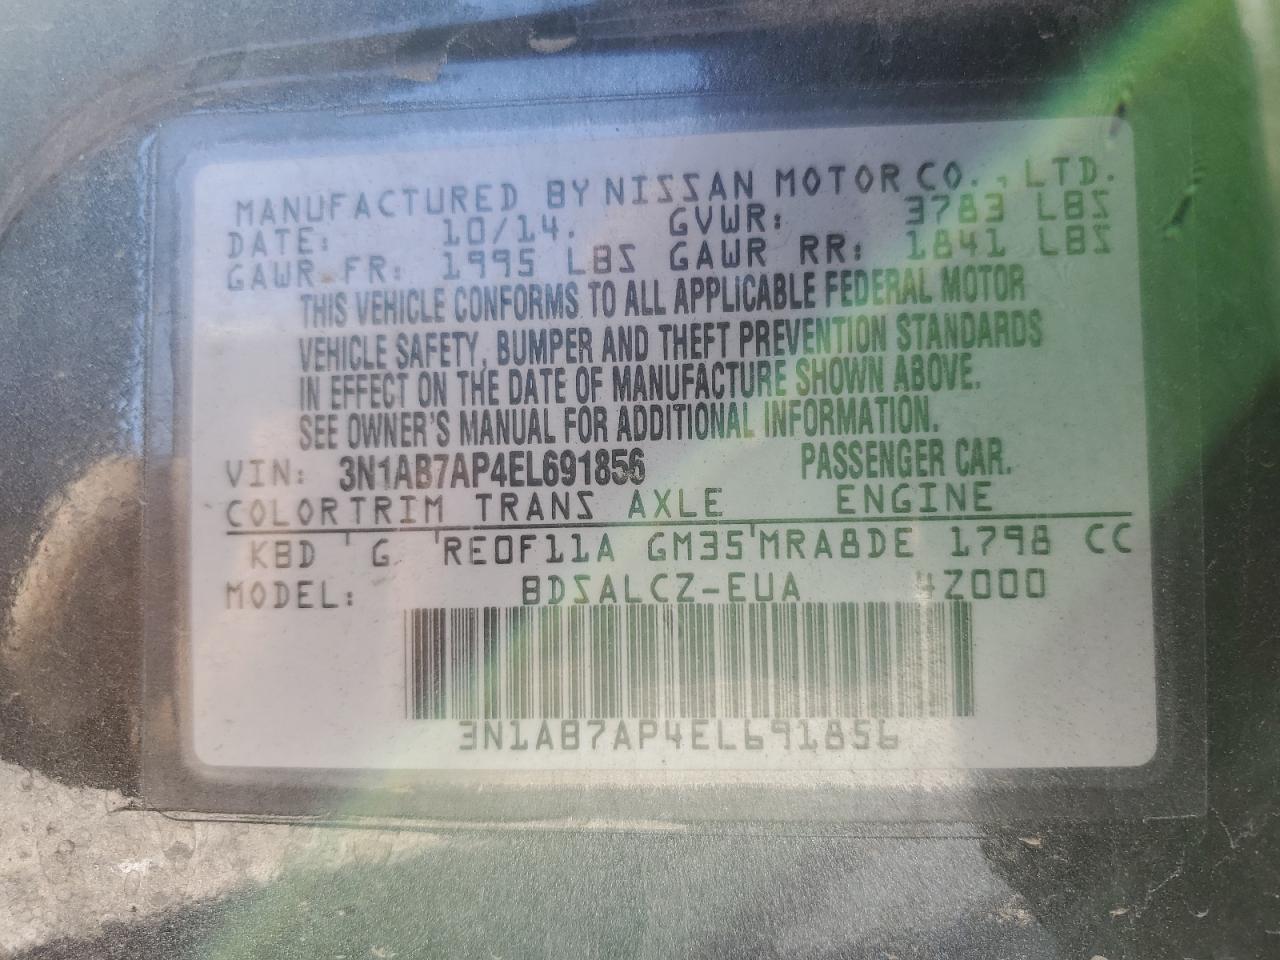 MANUFACTURED BY NISSAN MOTOR CO., LTD.
DATE: 10/14. GVWR: 3783 LBS
GAWR FR: 1995 LBS GAWR RR: 1841 LBS
THIS VEHICLE CONFORMS TO ALL APPLICABLE FEDERAL MOTOR
VEHICLE SAFETY, BUMPER AND THEFT PREVENTION STANDARDS
IN EFFECT ON THE DATE OF MANUFACTURE SHOWN ABOVE.
SEE OWNER'S MANUAL FOR ADDITIONAL INFORMATION.
VIN: 3N1AB7AP4EL691856 PASSENGER CAR.
COLOR TRIM TRANS AXLE ENGINE
KBD ' G 'RE0F11A GM35'MRA8DE 1798 CC
MODEL: BDSALCZ-EUA 4Z000
3N1AB7AP4EL691856